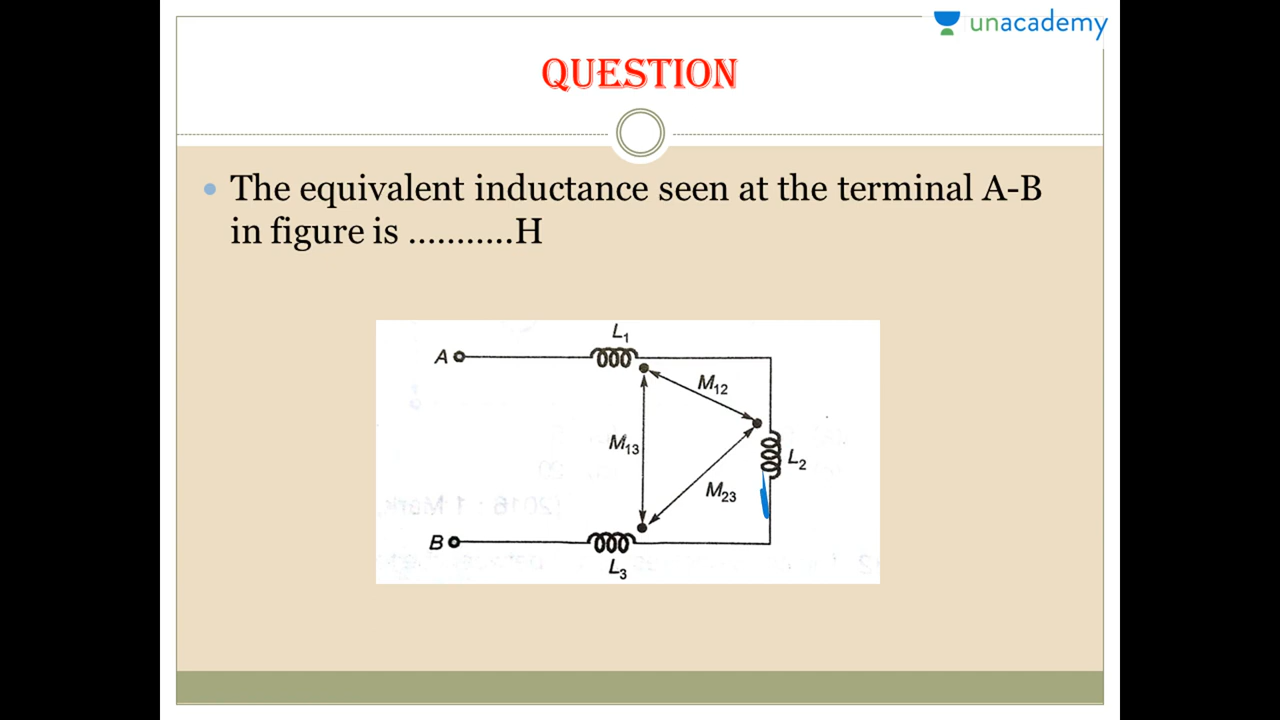 unacademy
QUESTION
The equivalent inductance seen at the terminal A-B
in figure is ...........H
L1
A
M12
M13
L2
M23
B
L3